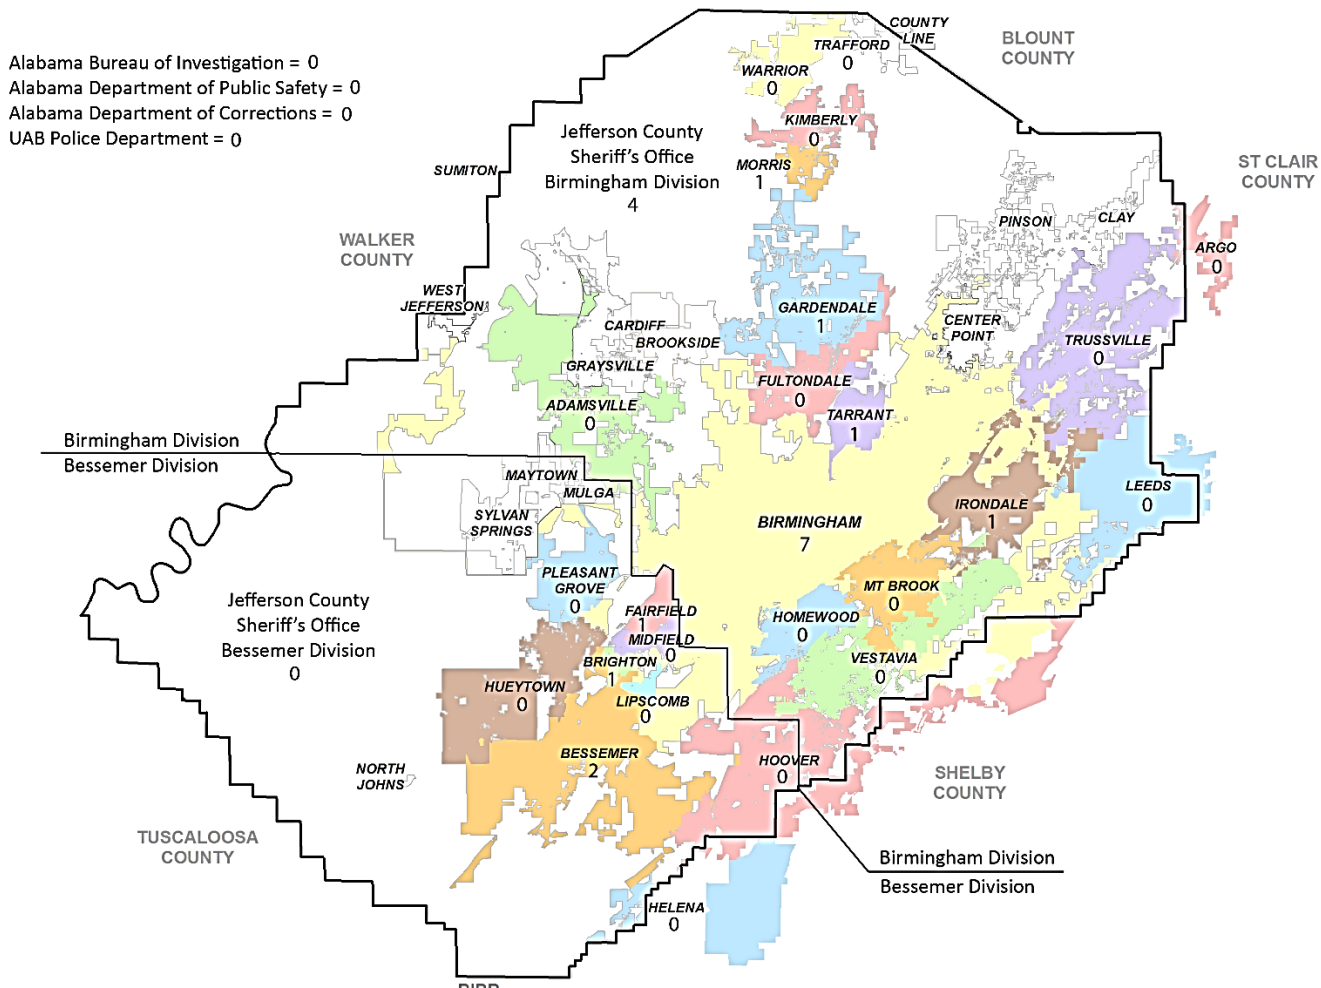 Alabama Bureau of Investigation = 0
Alabama Department of Public Safety = 0
Alabama Department of Corrections = 0
UAB Police Department = 0
COUNTY
LINE
BLOUNT
COUNTY
TRAFFORD
0
WARRIOR
0
KIMBERLY
0
Jefferson County
Sheriff's Office
Birmingham Division
4
MORRIS
1
SUMITON
ST CLAIR
COUNTY
PINSON
CLAY
WALKER
COUNTY
ARGO
0
WEST
JEFFERSON
GARDENDALE
1
CARDIFF
BROOKSIDE
CENTER
POINT
TRUSSVILLE
0
GRAYSVILLE
FULTONDALE
0
ADAMSVILLE
0
TARRANT
1
Birmingham Division
Bessemer Division
MAYTOWN
MULGA
LEEDS
0
SYLVAN
SPRINGS
IRONDALE
1
BIRMINGHAM
7
PLEASANT
GROVE
0
MT BROOK
0
Jefferson County
Sheriff's Office
Bessemer Division
0
FAIRFIELD
1
HOMEWOOD
0
MIDFIELD
0
BRIGHTON
1
VESTAVIA
0
HUEYTOWN
0
LIPSCOMB
0
BESSEMER
2
HOOVER
0
NORTH
JOHNS
SHELBY
COUNTY
TUSCALOOSA
COUNTY
Birmingham Division
Bessemer Division
HELENA
0